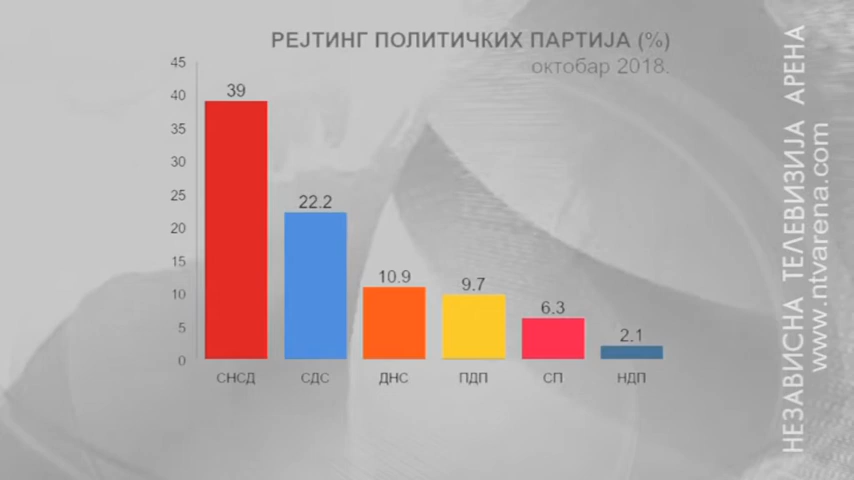 РЕЈТИНГ ПОЛИТИЧКИХ ПАРТИЈА (%)
октобар 2018.
45
40
35
30
25
20
15
10
5
0
39
22.2
10.9
9.7
6.3
2.1
СНСД
СДС
ДНС
ПДП
СП
НДП
НЕЗАВИСНА ТЕЛЕВИЗИЈА АРЕНА
www.ntvarena.com